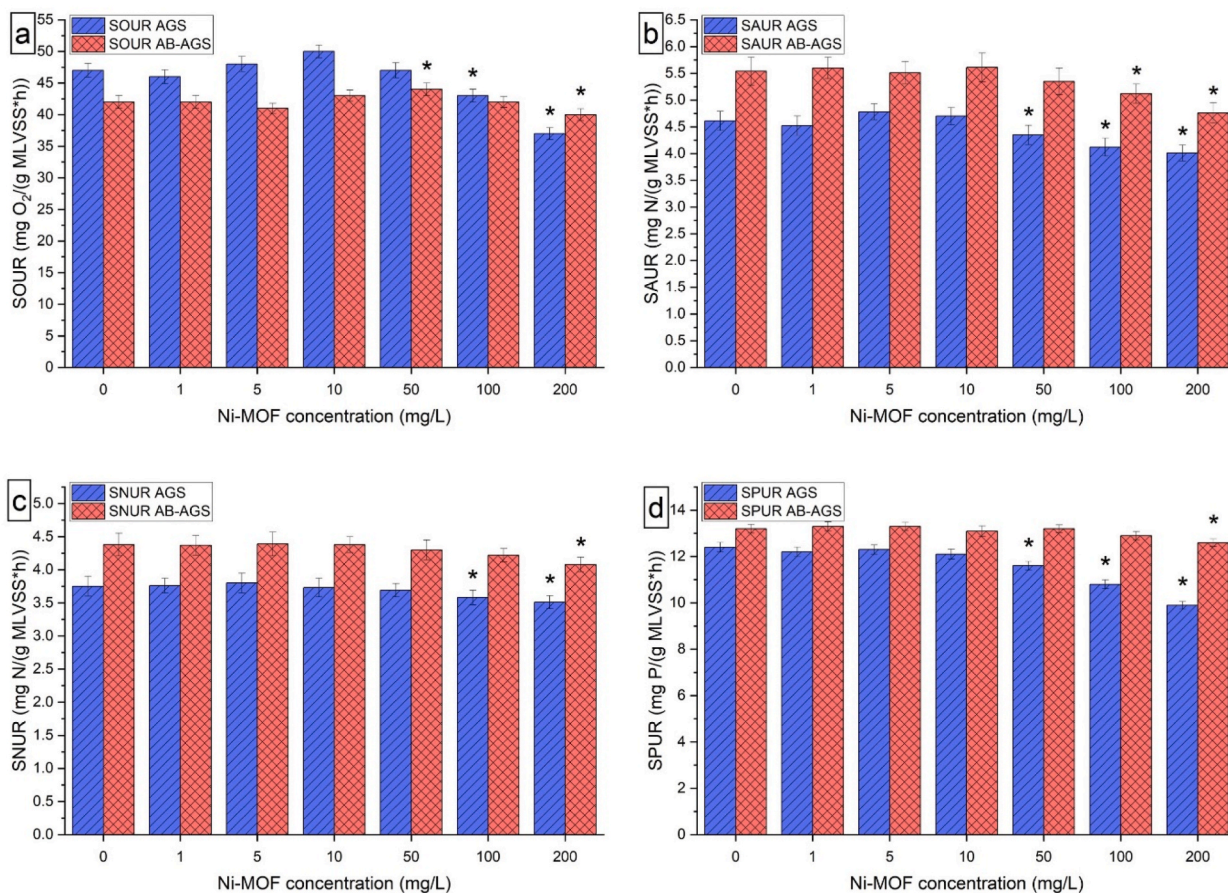 a
SOUR AGS
SOUR AB-AGS
55
50
45
40
35
30
25
20
15
10
5
0
SOUR (mg O₂/(g MLVSS*h))
* * * *
0 1 5 10 50 100 200
Ni-MOF concentration (mg/L)
b
SAUR AGS
SAUR AB-AGS
6.5
6.0
5.5
5.0
4.5
4.0
3.5
3.0
2.5
2.0
1.5
1.0
0.5
0.0
SAUR (mg N/(g MLVSS*h))
* * * * *
0 1 5 10 50 100 200
Ni-MOF concentration (mg/L)
c
SNUR AGS
SNUR AB-AGS
5.0
4.5
4.0
3.5
3.0
2.5
2.0
1.5
1.0
0.5
0.0
SNUR (mg N/(g MLVSS*h))
* * *
0 1 5 10 50 100 200
Ni-MOF concentration (mg/L)
d
SPUR AGS
SPUR AB-AGS
14
12
10
8
6
4
2
0
SPUR (mg P/(g MLVSS*h))
* * * *
0 1 5 10 50 100 200
Ni-MOF concentration (mg/L)